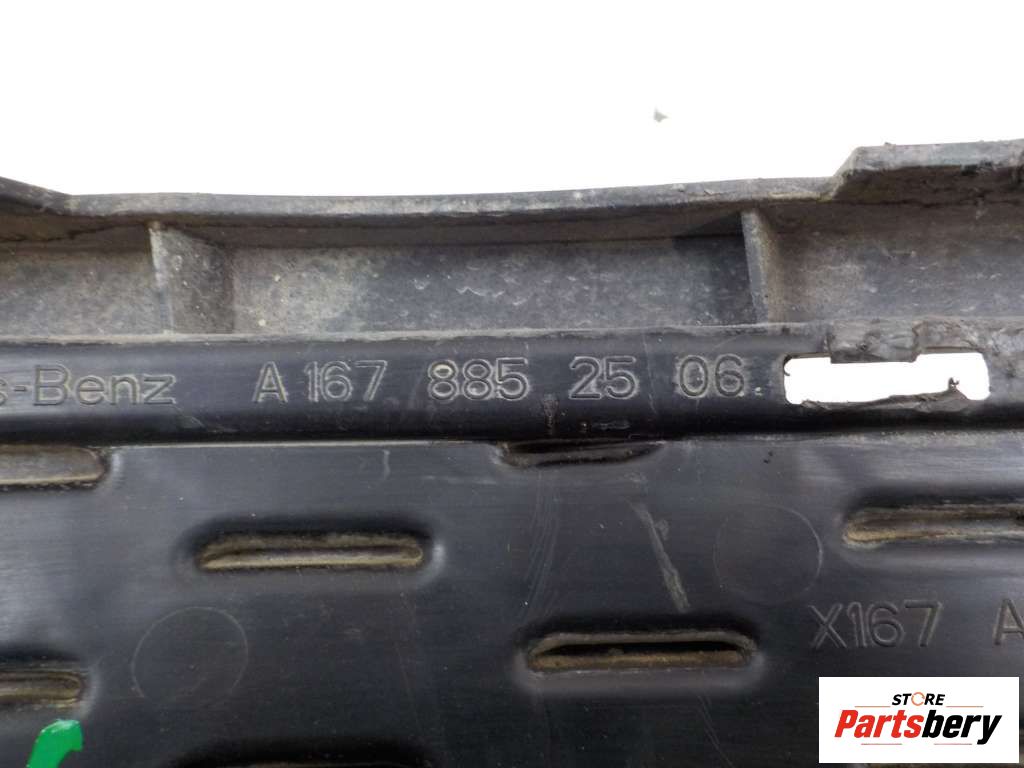 s-Benz A 167 885 25 06
X167 A
STORE
Partsbery